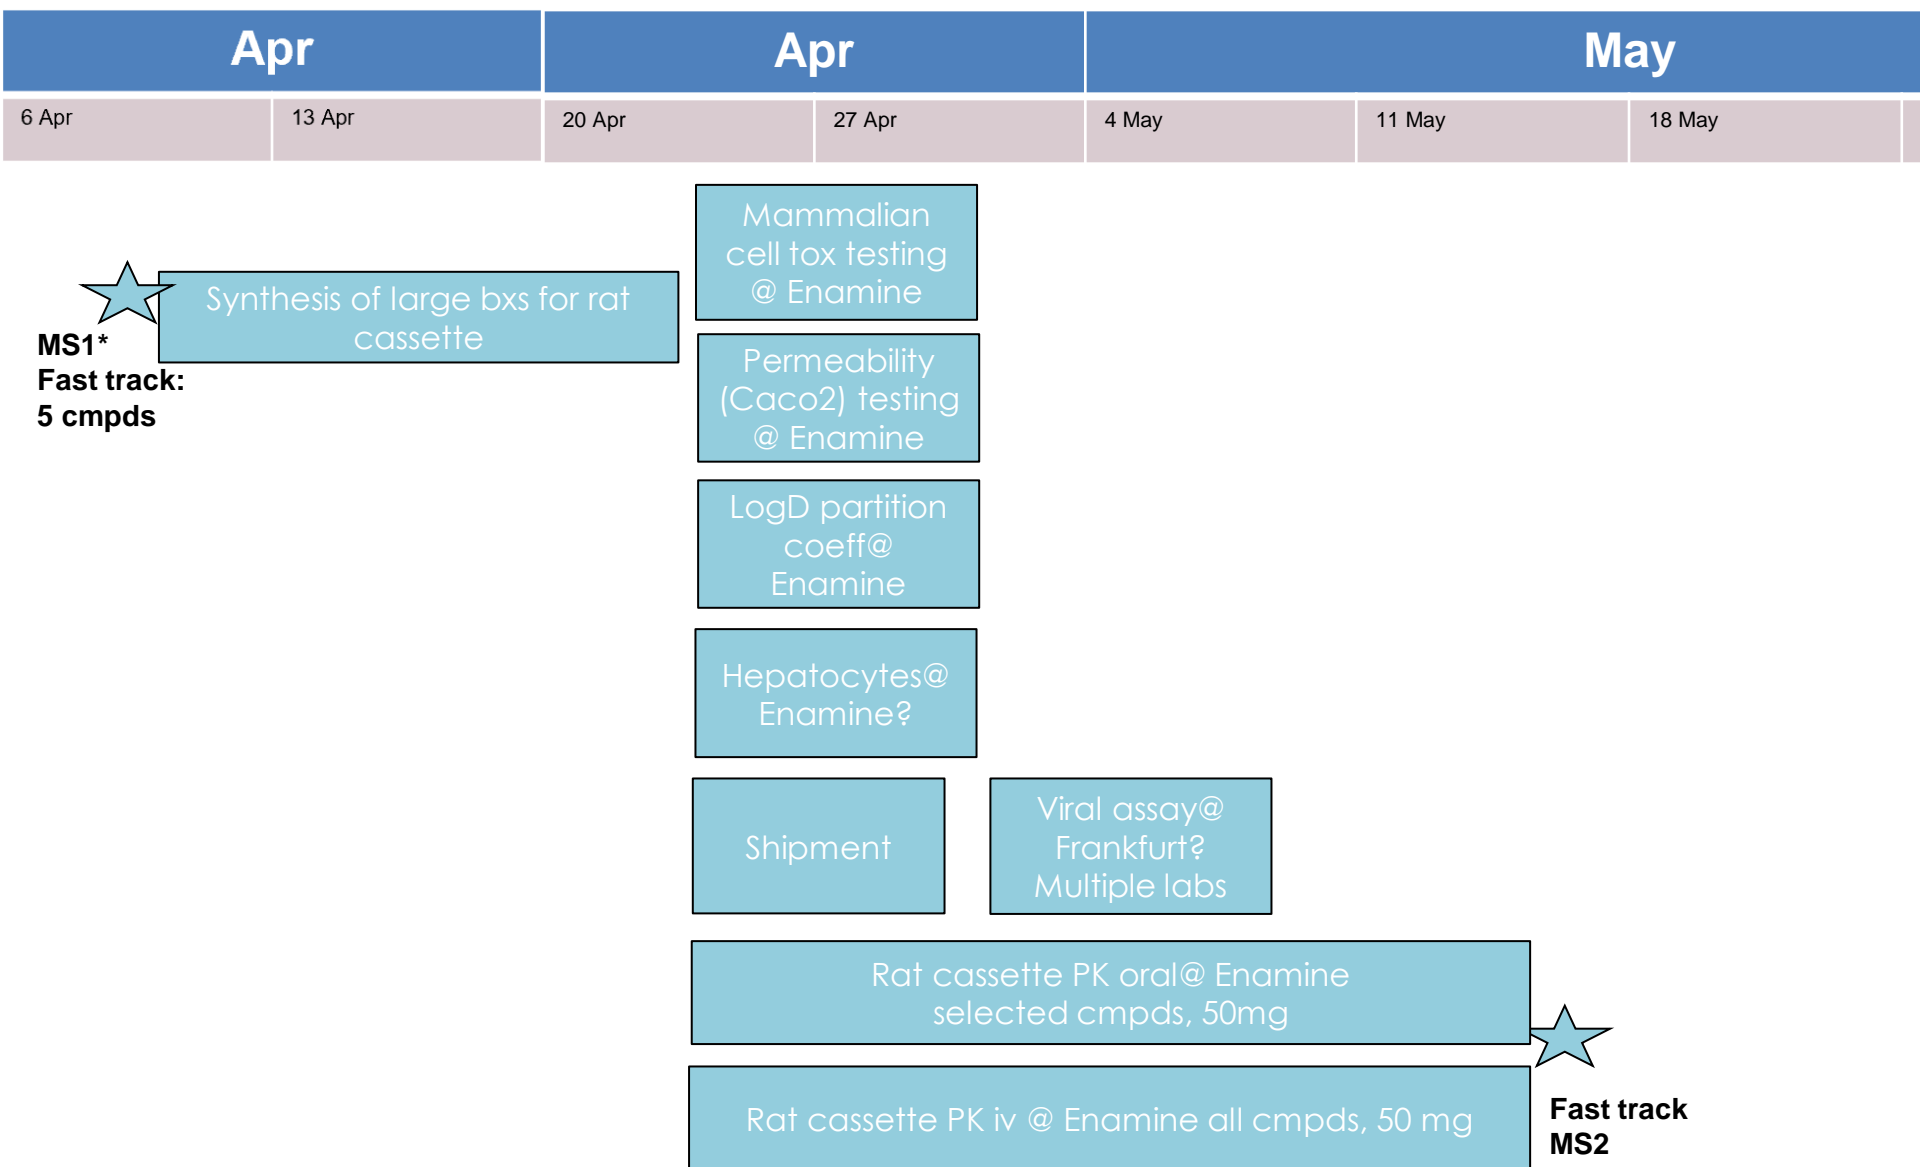 Apr
Apr
May
6 Apr
13 Apr
20 Apr
27 Apr
4 May
11 May
18 May
Mammalian
cell tox testing
@ Enamine
Synthesis of large bxs for rat
cassette
MS1*
Fast track:
5 cmpds
Permeability
(Caco2) testing
@ Enamine
LogD partition
coeff@
Enamine
Hepatocytes@
Enamine?
Shipment
Viral assay@
Frankfurt?
Multiple labs
Rat cassette PK oral@ Enamine
selected cmpds, 50mg
Rat cassette PK iv @ Enamine all cmpds, 50 mg
Fast track
MS2